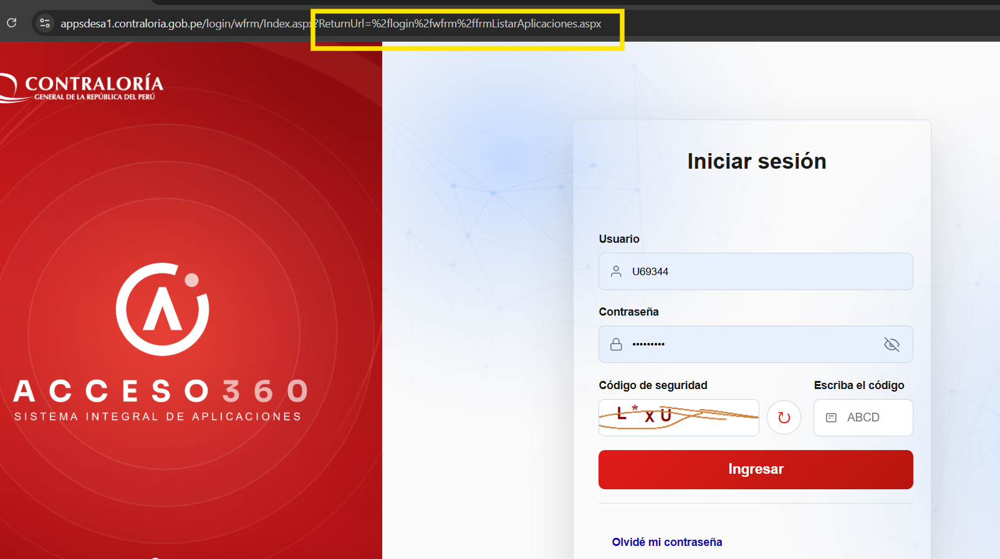 appsdesa1.contraloria.gob.pe/login/wfrm/Index.aspx?ReturnUrl=%2flogin%2fwfrm%2ffrmListarAplicaciones.aspx
CONTRALORÍA
GENERAL DE LA REPÚBLICA DEL PERÚ
ACCESO360
SISTEMA INTEGRAL DE APLICACIONES
Iniciar sesión
Usuario
U69344
Contraseña
•••••••••
Código de seguridad
Escriba el código
L*XU
ABCD
Ingresar
Olvidé mi contraseña